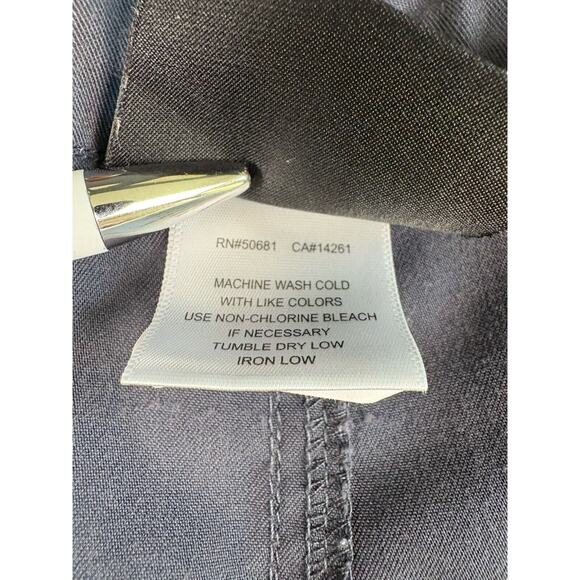 RN#50681 CA#14261
MACHINE WASH COLD
WITH LIKE COLORS
USE NON-CHLORINE BLEACH
IF NECESSARY
TUMBLE DRY LOW
IRON LOW